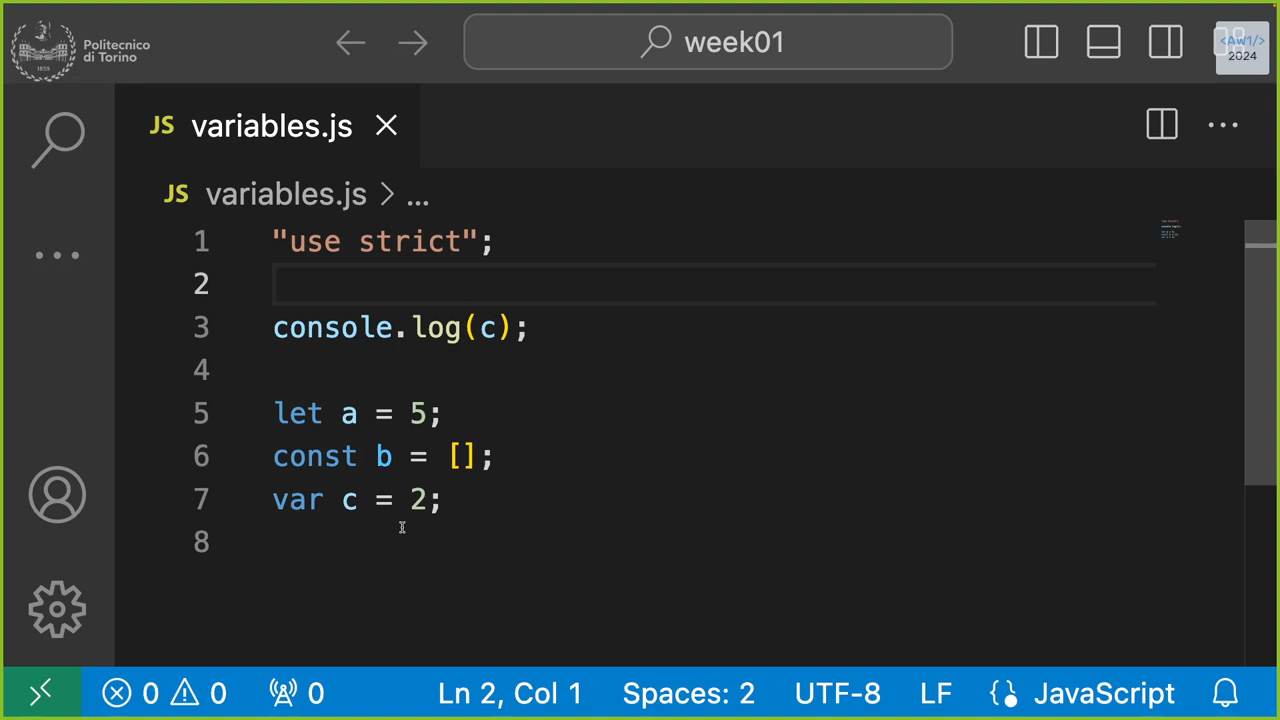 Politecnico
di Torino
1859
week01
<AW1/>
2024
JS variables.js
JS variables.js > ...
1 "use strict";
2
3 console.log(c);
4
5 let a = 5;
6 const b = [];
7 var c = 2;
8
0 0 0 Ln 2, Col 1 Spaces: 2 UTF-8 LF JavaScript